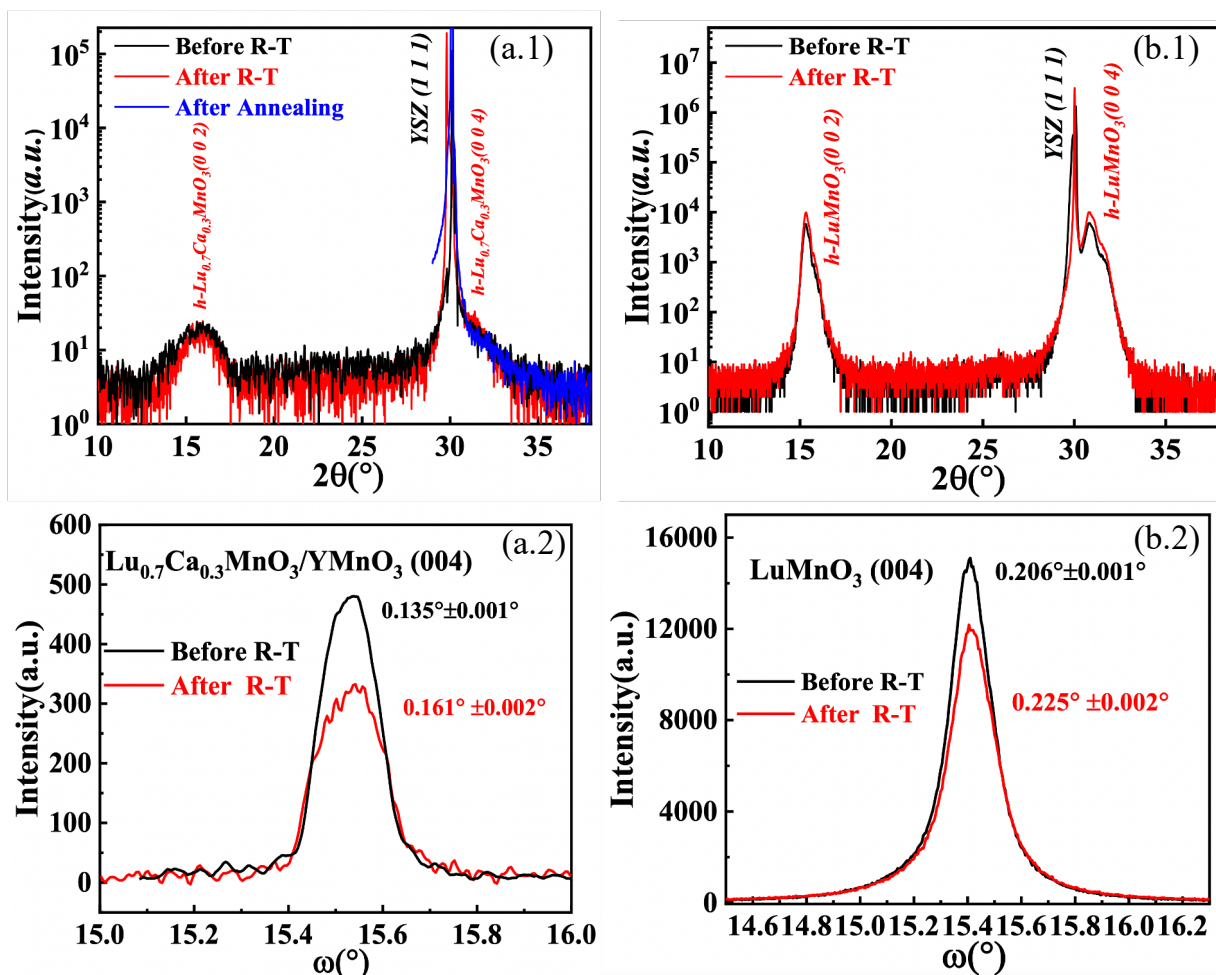 (a.1)
Before R-T
After R-T
After Annealing
YSZ (1 1 1)
h-Lu0.7Ca0.3MnO3(0 0 2)
h-Lu0.7Ca0.3MnO3(0 0 4)
Intensity(a.u.)
10^5
10^4
10^3
10^2
10^1
10^0
10 15 20 25 30 35
2θ(°)
(b.1)
Before R-T
After R-T
YSZ (1 1 1)
h-LuMnO3(0 0 2)
h-LuMnO3(0 0 4)
Intensity(a.u.)
10^7
10^6
10^5
10^4
10^3
10^2
10^1
10^0
10 15 20 25 30 35
2θ(°)
(a.2)
Lu0.7Ca0.3MnO3/YMnO3 (004)
0.135°±0.001°
Before R-T
After R-T
0.161° ±0.002°
Intensity(a.u.)
600
500
400
300
200
100
0
15.0 15.2 15.4 15.6 15.8 16.0
ω(°)
(b.2)
LuMnO3 (004)
0.206°±0.001°
Before R-T
After R-T
0.225° ±0.002°
Intensity(a.u.)
16000
12000
8000
4000
0
14.6 14.8 15.0 15.2 15.4 15.6 15.8 16.0 16.2
ω(°)